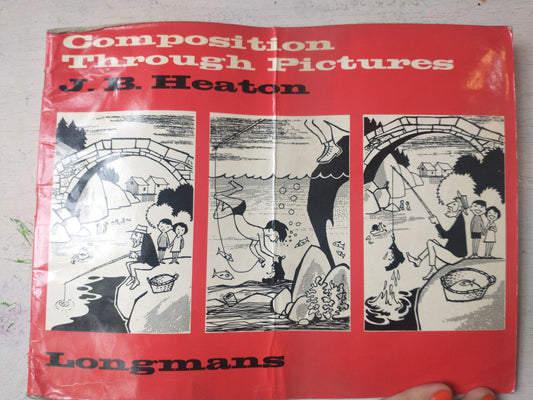 Composition
Through Pictures
J. B. Heaton
Longmans